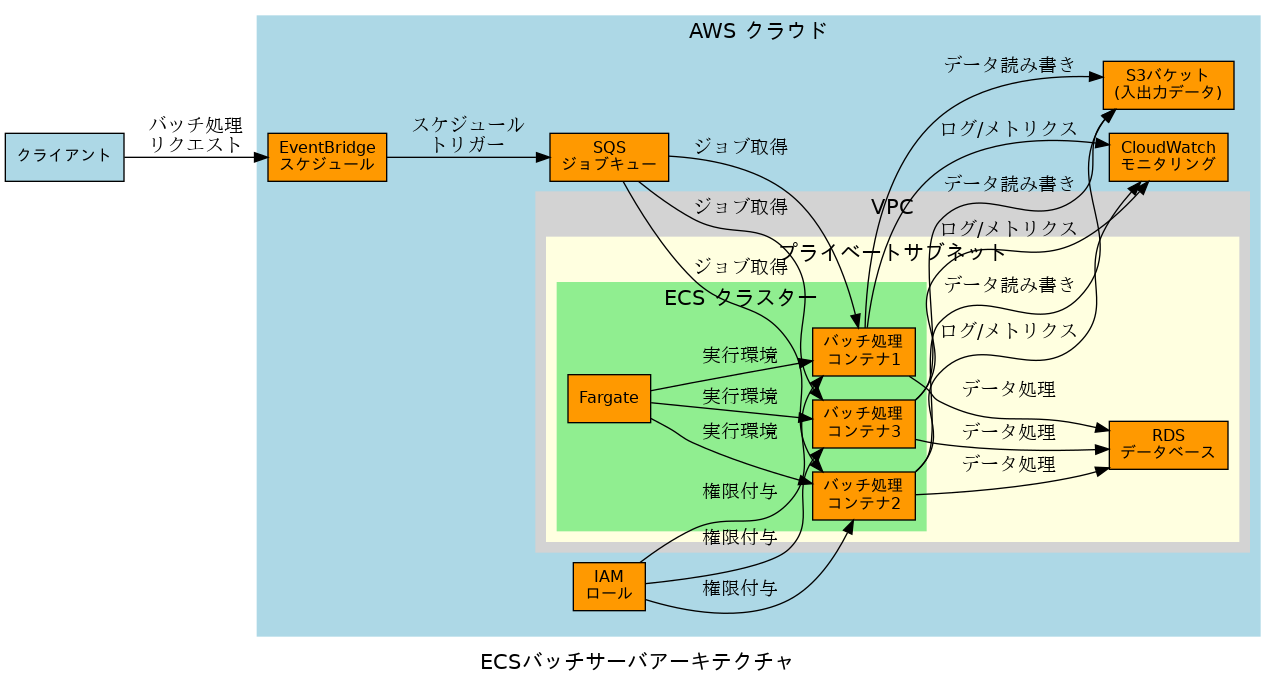 AWS クラウド
データ読み書き
S3バケット
(入出力データ)
バッチ処理
リクエスト
スケジュール
トリガー
ログ/メトリクス
クライアント
EventBridge
スケジュール
SQS
ジョブキュー
ジョブ取得
CloudWatch
モニタリング
データ読み書き
ジョブ取得
VPC
ログ/メトリクス
プライベートサブネット
ジョブ取得
データ読み書き
ECS クラスター
ログ/メトリクス
バッチ処理
コンテナ1
実行環境
Fargate
実行環境
データ処理
バッチ処理
コンテナ3
実行環境
データ処理
RDS
データベース
データ処理
バッチ処理
コンテナ2
権限付与
権限付与
IAM
ロール
権限付与
ECSバッチサーバアーキテクチャ